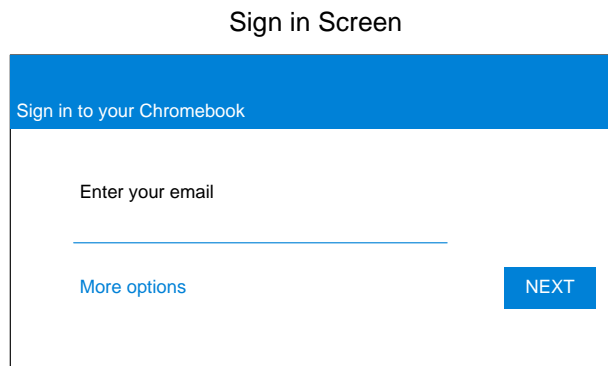 Sign in Screen
Sign in to your Chromebook
Enter your email
More options
NEXT